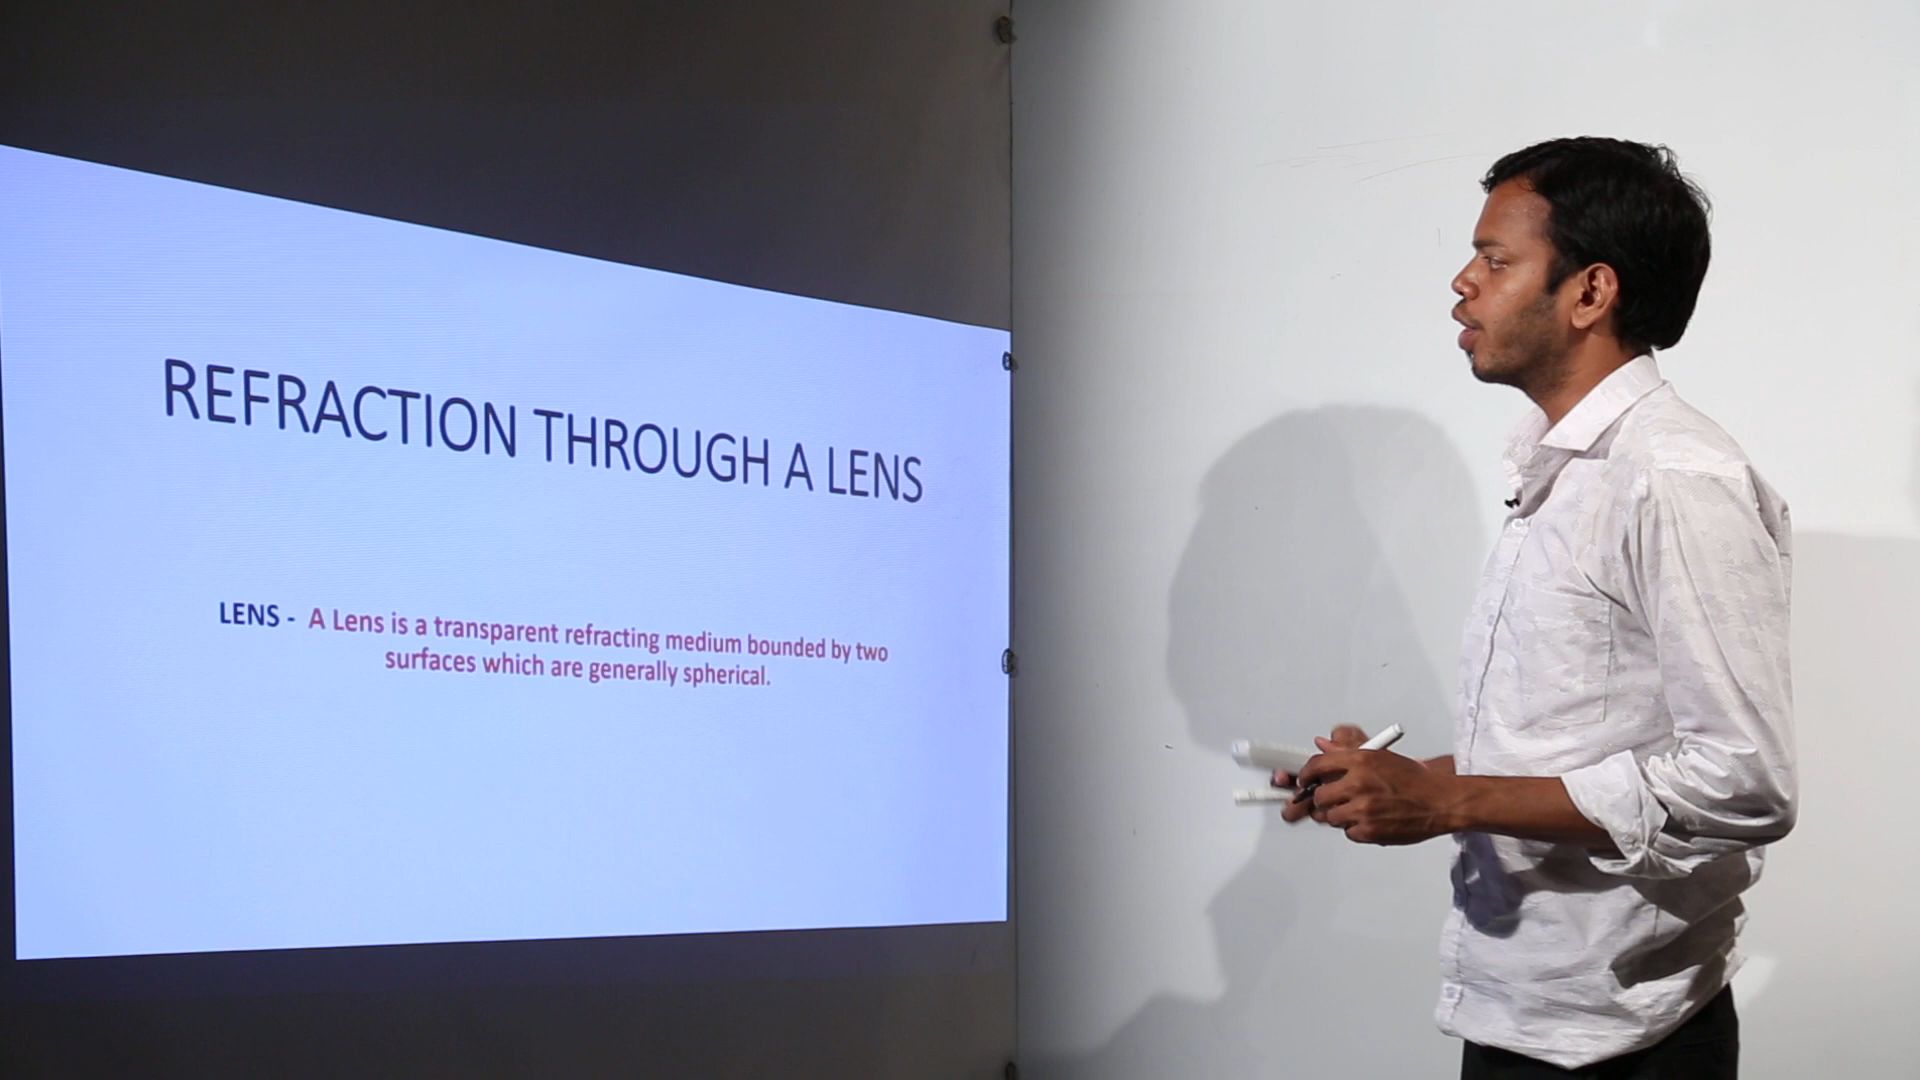 REFRACTION THROUGH A LENS
LENS - A Lens is a transparent refracting medium bounded by two
surfaces which are generally spherical.